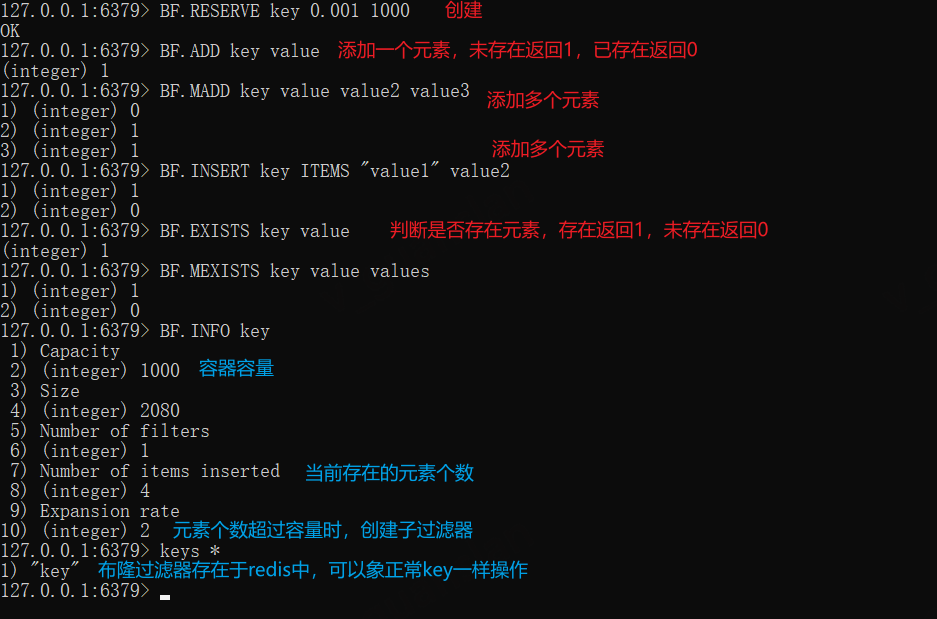 127.0.0.1:6379> BF.RESERVE key 0.001 1000 创建
OK
127.0.0.1:6379> BF.ADD key value 添加一个元素，未存在返回1，已存在返回0
(integer) 1
127.0.0.1:6379> BF.MADD key value value2 value3 添加多个元素
1) (integer) 0
2) (integer) 1
3) (integer) 1 添加多个元素
127.0.0.1:6379> BF.INSERT key ITEMS "value1" value2
1) (integer) 1
2) (integer) 0
127.0.0.1:6379> BF.EXISTS key value 判断是否存在元素，存在返回1，未存在返回0
(integer) 1
127.0.0.1:6379> BF.MEXISTS key value values
1) (integer) 1
2) (integer) 0
127.0.0.1:6379> BF.INFO key
1) Capacity
2) (integer) 1000 容器容量
3) Size
4) (integer) 2080
5) Number of filters
6) (integer) 1
7) Number of items inserted 当前存在的元素个数
8) (integer) 4
9) Expansion rate
10) (integer) 2 元素个数超过容量时，创建子过滤器
127.0.0.1:6379> keys *
1) "key" 布隆过滤器存在于redis中，可以象正常key一样操作
127.0.0.1:6379>